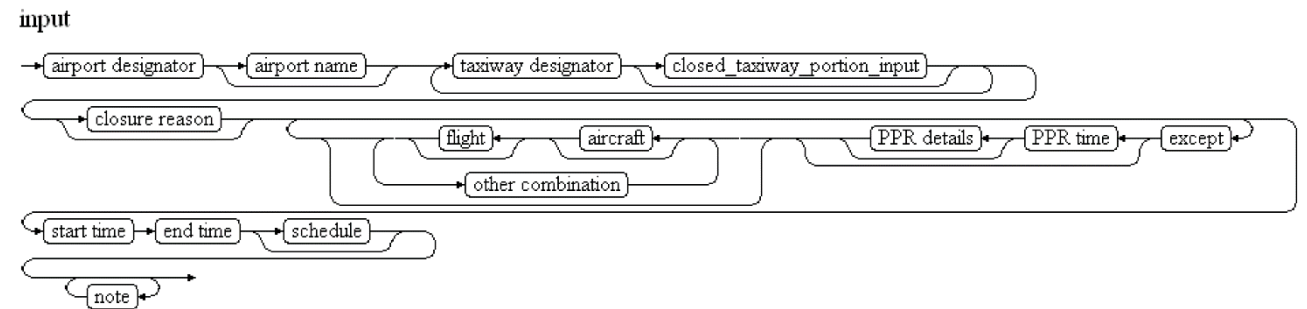 input
airport designator airport name taxiway designator closed_taxiway_portion_input
closure reason
flight aircraft PPR details PPR time except
other combination
start time end time schedule
note